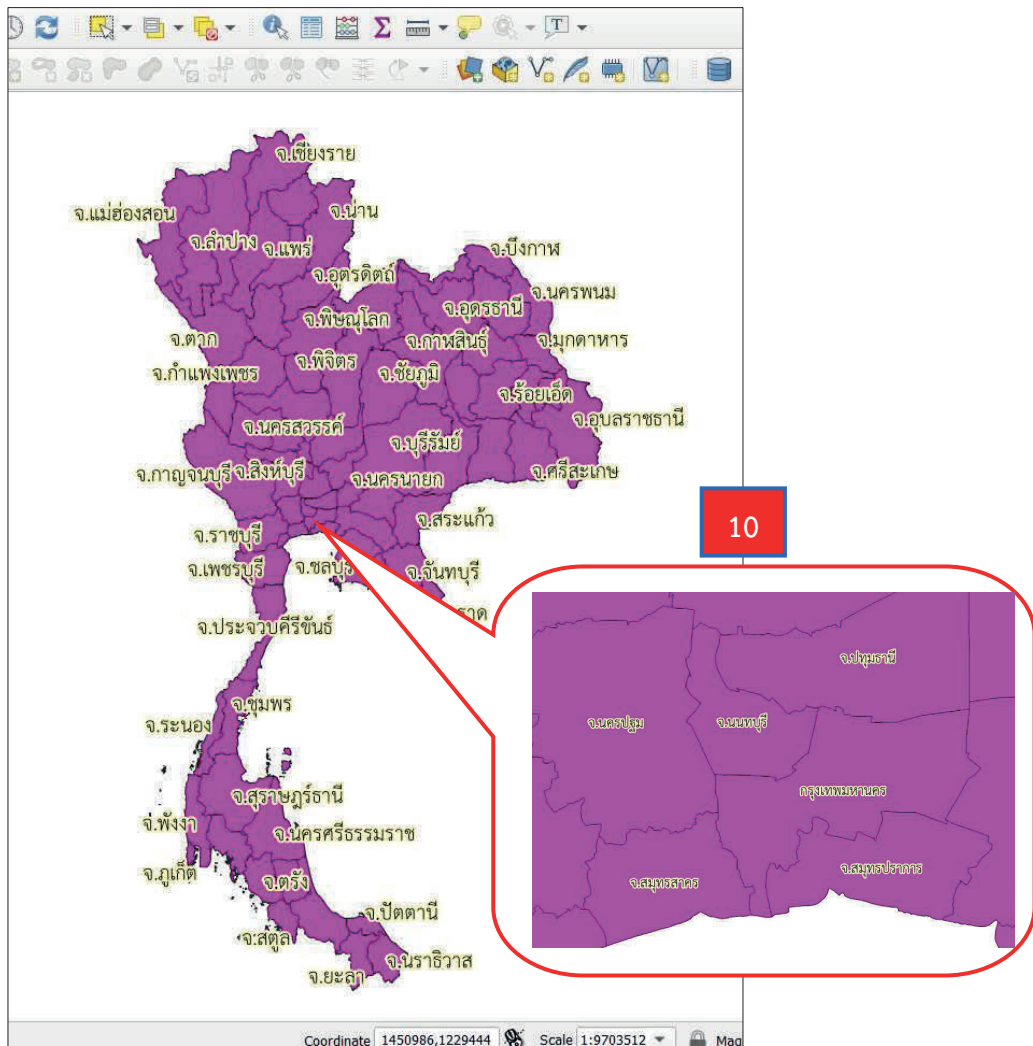 จ.เชียงราย
จ.แม่ฮ่องสอน
จ.น่าน
จ.ลำปาง
จ.แพร่
จ.บึงกาฬ
จ.อุตรดิตถ์
จ.นครพนม
จ.อุดรธานี
จ.พิษณุโลก
จ.ตาก
จ.กาฬสินธุ์
จ.มุกดาหาร
จ.พิจิตร
จ.กำแพงเพชร
จ.ชัยภูมิ
จ.ร้อยเอ็ด
จ.อุบลราชธานี
จ.นครสวรรค์
จ.บุรีรัมย์
จ.กาญจนบุรี
จ.สิงห์บุรี
จ.นครนายก
จ.ศรีสะเกษ
จ.สระแก้ว
จ.ราชบุรี
จ.เพชรบุรี
จ.ชลบุร
จ.จันทบุรี
ราด
จ.ประจวบคีรีขันธ์
จ.ชุมพร
จ.ระนอง
จ.สุราษฎร์ธานี
จ.พังงา
จ.นครศรีธรรมราช
จ.ภูเก็ต
จ.ตรัง
จ.ปัตตานี
จ.สตูล
จ.นราธิวาส
จ.ยะลา
10
จ.ปทุมธานี
จ.นครปฐม
จ.นนทบุรี
กรุงเทพมหานคร
จ.สมุทรสาคร
จ.สมุทรปราการ
Coordinate 1450986,1229444 Scale 1:9703512 Mag